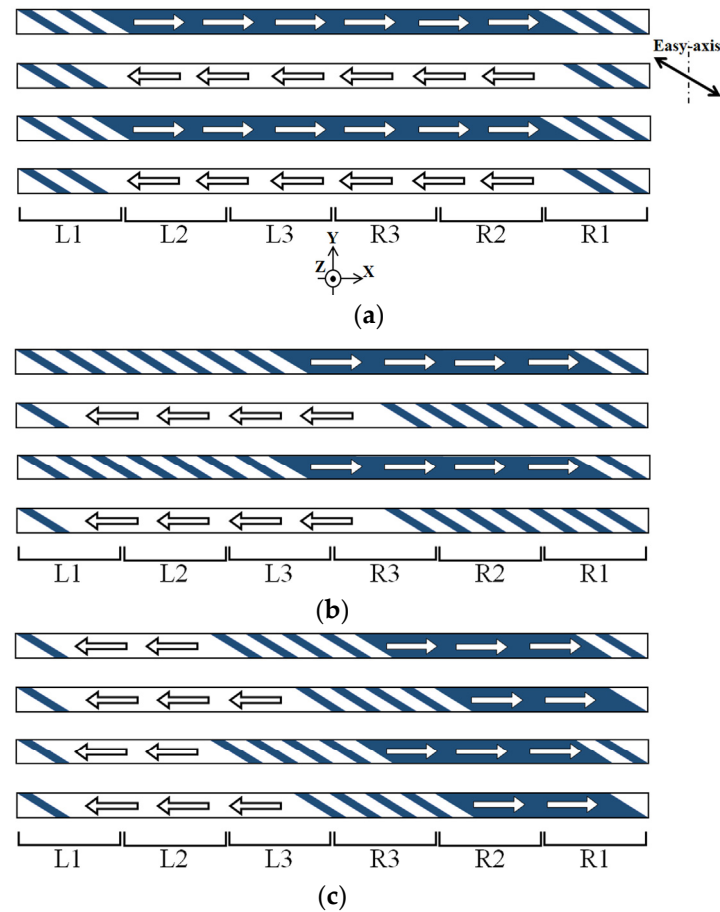 Easy-axis
L1 L2 L3 R3 R2 R1
Y
Z X
(a)
L1 L2 L3 R3 R2 R1
(b)
L1 L2 L3 R3 R2 R1
(c)